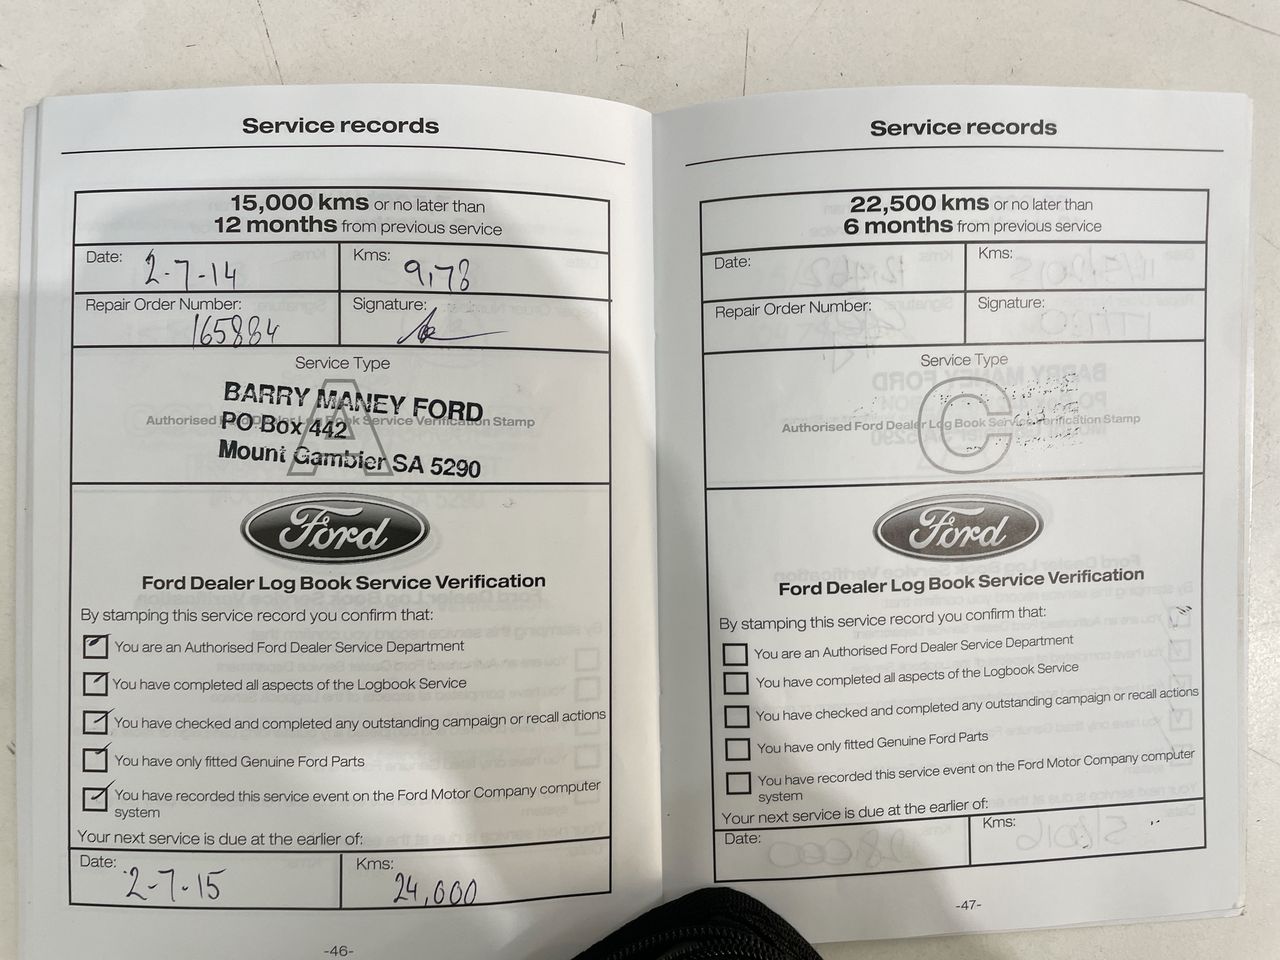 Service records
15,000 kms or no later than
12 months from previous service
Date: 2-7-14
Kms: 9,78
Repair Order Number: 165884
Signature:
Service Type
A
Authorised Ford Dealer Log Book Service Verification Stamp
BARRY MANEY FORD
PO Box 442
Mount Gambier SA 5290
Ford
Ford Dealer Log Book Service Verification
By stamping this service record you confirm that:
You are an Authorised Ford Dealer Service Department
You have completed all aspects of the Logbook Service
You have checked and completed any outstanding campaign or recall actions
You have only fitted Genuine Ford Parts
You have recorded this service event on the Ford Motor Company computer
system
Your next service is due at the earlier of:
Date: 2-7-15
Kms: 24,000
-46-
Service records
22,500 kms or no later than
6 months from previous service
Date:
Kms:
Repair Order Number:
Signature:
Service Type
C
Authorised Ford Dealer Log Book Service Verification Stamp
Ford
Ford Dealer Log Book Service Verification
By stamping this service record you confirm that:
You are an Authorised Ford Dealer Service Department
You have completed all aspects of the Logbook Service
You have checked and completed any outstanding campaign or recall actions
You have only fitted Genuine Ford Parts
You have recorded this service event on the Ford Motor Company computer
system
Your next service is due at the earlier of:
Date:
Kms:
-47-